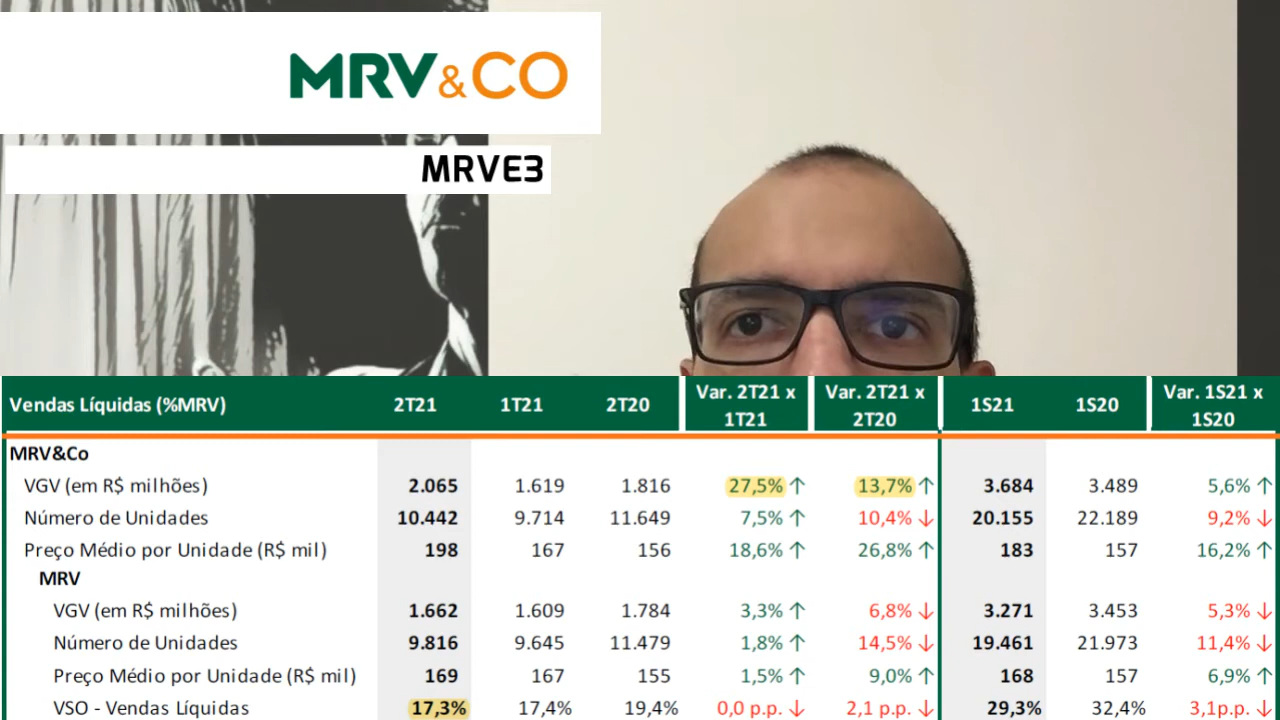 MRV&CO
MRVE3
Vendas Líquidas (%MRV) 2T21 1T21 2T20 Var. 2T21 x 1T21 Var. 2T21 x 2T20 1S21 1S20 Var. 1S21 x 1S20
MRV&Co
VGV (em R$ milhões) 2.065 1.619 1.816 27,5% ↑ 13,7% ↑ 3.684 3.489 5,6% ↑
Número de Unidades 10.442 9.714 11.649 7,5% ↑ 10,4% ↓ 20.155 22.189 9,2% ↓
Preço Médio por Unidade (R$ mil) 198 167 156 18,6% ↑ 26,8% ↑ 183 157 16,2% ↑
MRV
VGV (em R$ milhões) 1.662 1.609 1.784 3,3% ↑ 6,8% ↓ 3.271 3.453 5,3% ↓
Número de Unidades 9.816 9.645 11.479 1,8% ↑ 14,5% ↓ 19.461 21.973 11,4% ↓
Preço Médio por Unidade (R$ mil) 169 167 155 1,5% ↑ 9,0% ↑ 168 157 6,9% ↑
VSO - Vendas Líquidas 17,3% 17,4% 19,4% 0,0 p.p. ↓ 2,1 p.p. ↓ 29,3% 32,4% 3,1p.p. ↓